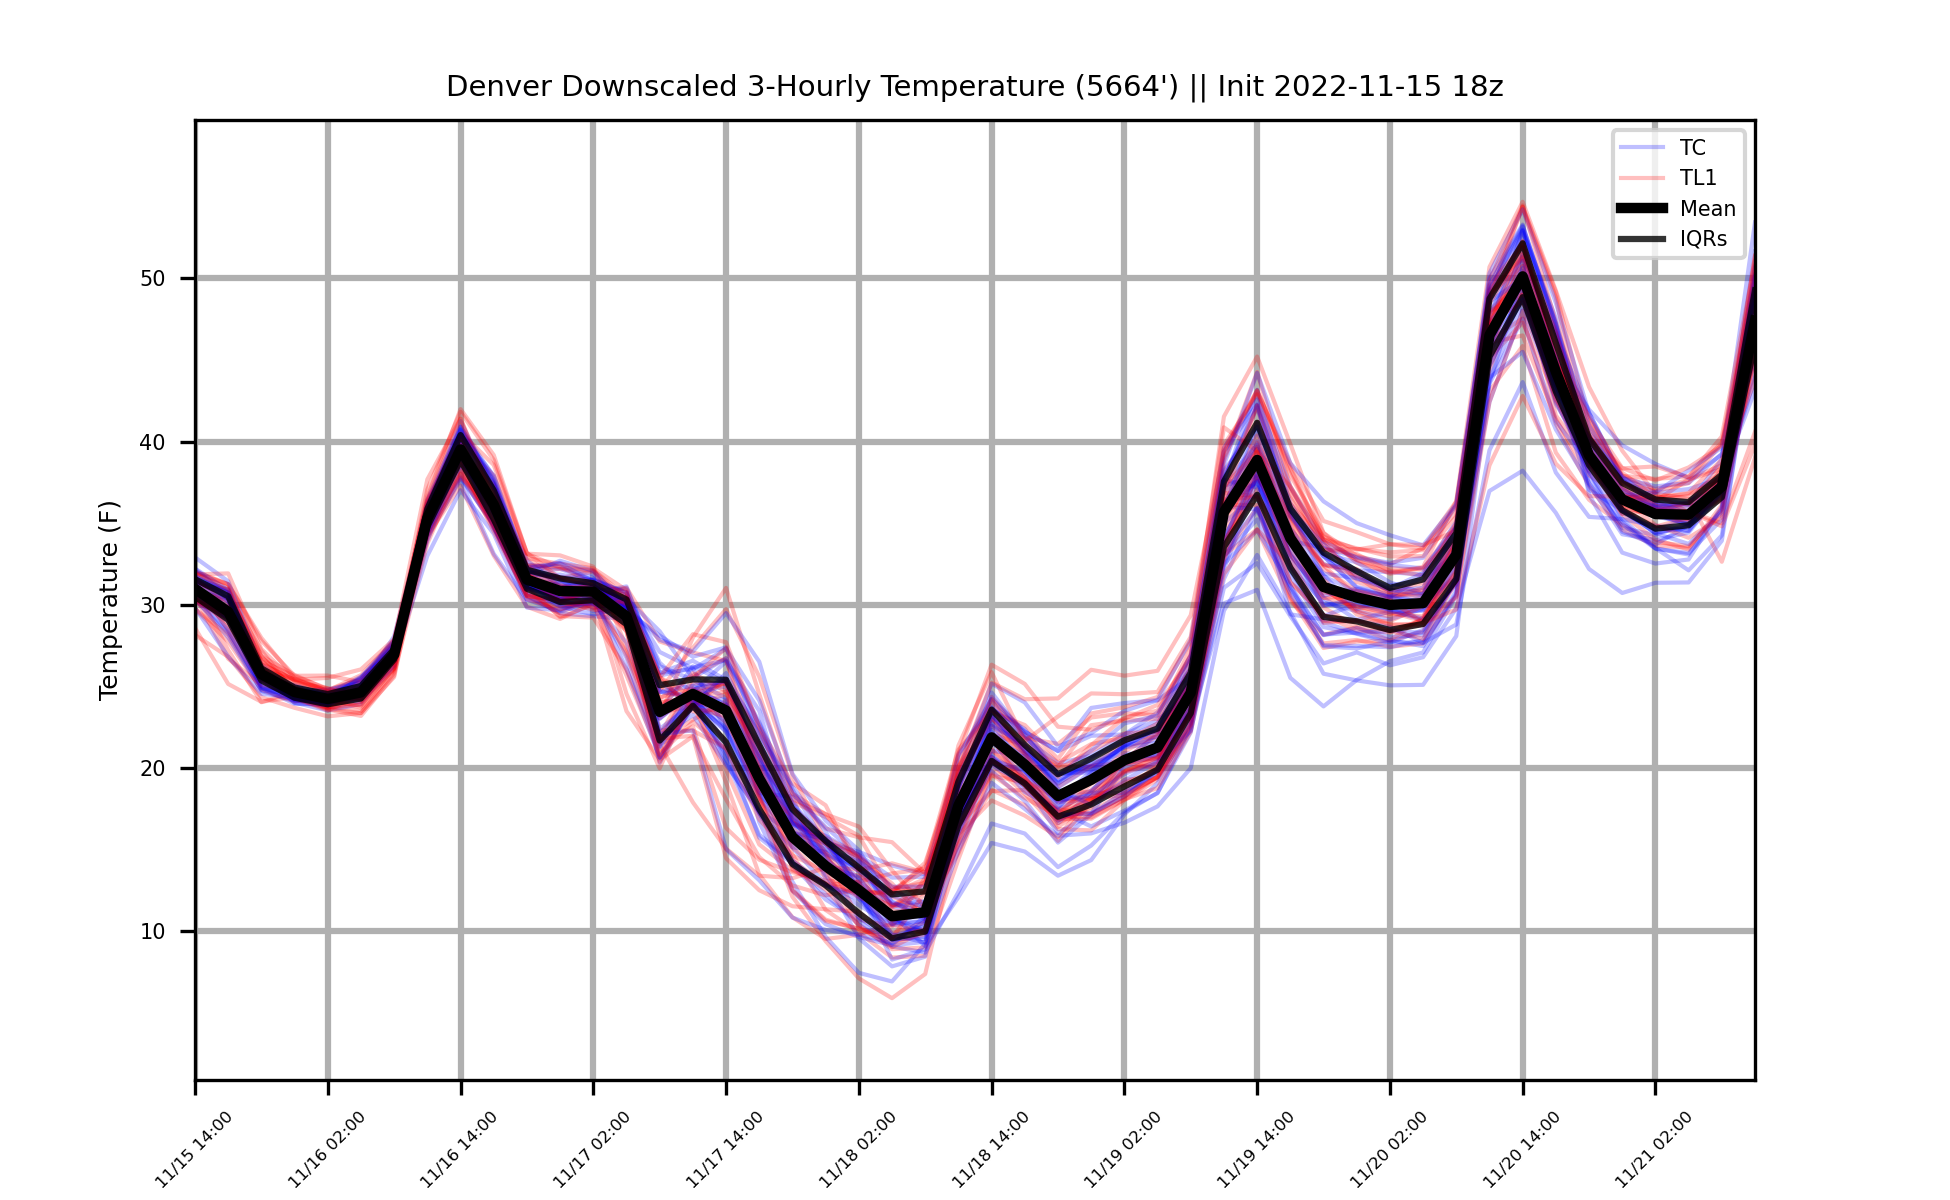 Denver Downscaled 3-Hourly Temperature (5664') || Init 2022-11-15 18z
TC
TL1
Mean
IQRs
Temperature (F)
50
40
30
20
10
11/15 14:00
11/16 02:00
11/16 14:00
11/17 02:00
11/17 14:00
11/18 02:00
11/18 14:00
11/19 02:00
11/19 14:00
11/20 02:00
11/20 14:00
11/21 02:00